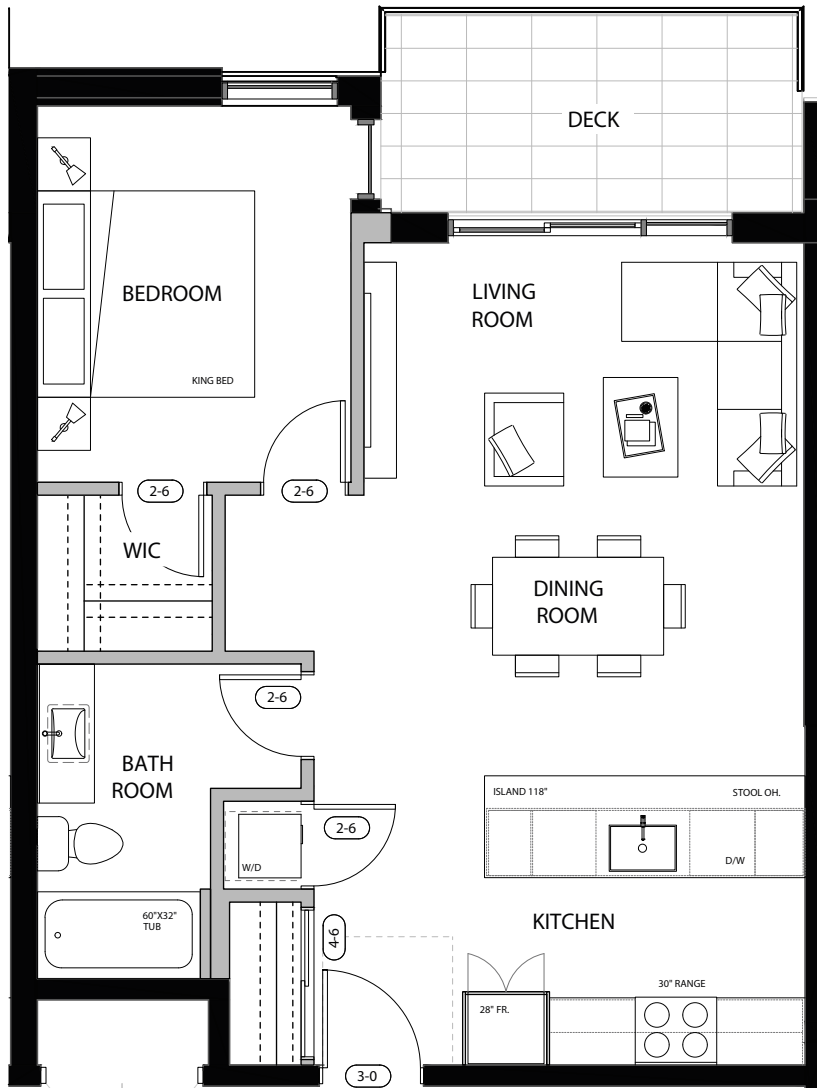 DECK
BEDROOM
LIVING
ROOM
KING BED
2-6
2-6
WIC
DINING
ROOM
2-6
BATH
ROOM
ISLAND 118"
STOOL OH.
2-6
W/D
D/W
60"X32"
TUB
KITCHEN
4-6
30" RANGE
28" FR.
3-0